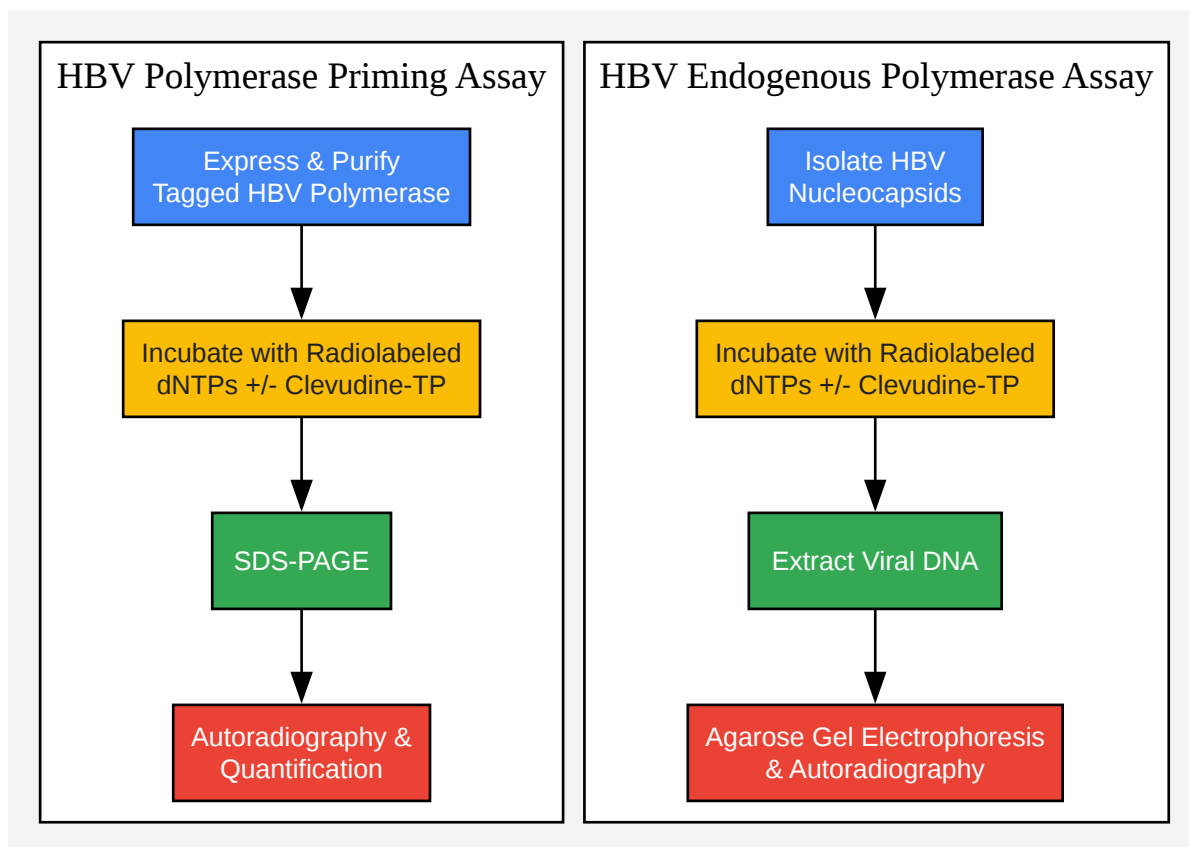 HBV Polymerase Priming Assay
Express & Purify
Tagged HBV Polymerase
Incubate with Radiolabeled
dNTPs +/- Clevudine-TP
SDS-PAGE
Autoradiography &
Quantification
HBV Endogenous Polymerase Assay
Isolate HBV
Nucleocapsids
Incubate with Radiolabeled
dNTPs +/- Clevudine-TP
Extract Viral DNA
Agarose Gel Electrophoresis
& Autoradiography